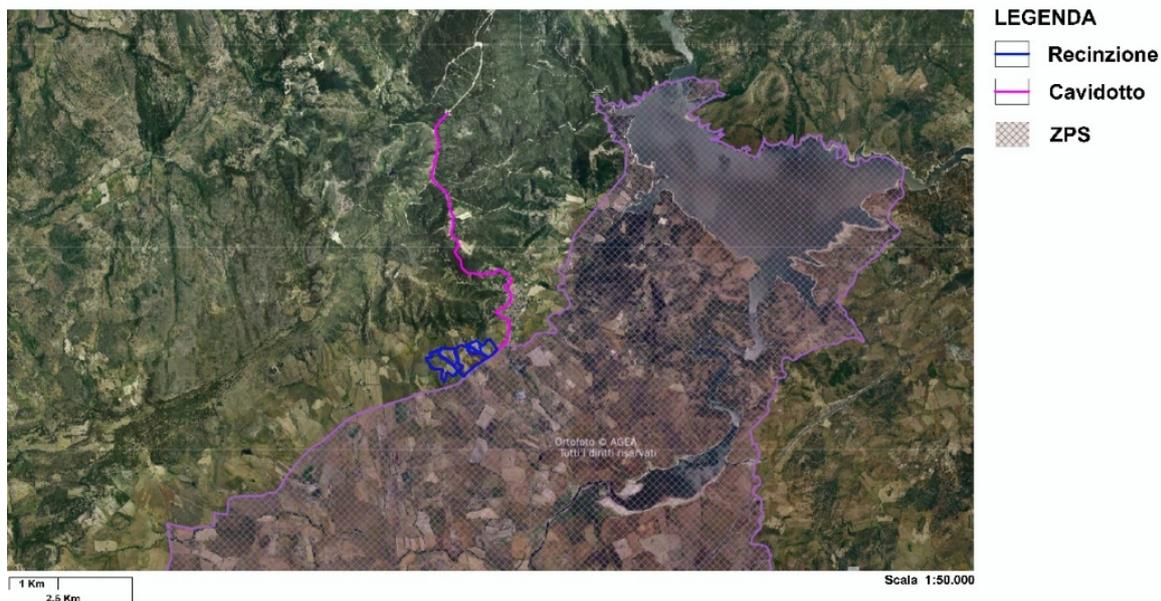 LEGENDA
Recinzione
Cavidotto
ZPS
Ortofoto © AGEA
Tutti i diritti riservati
Scala 1:50.000
1 Km
2.5 Km